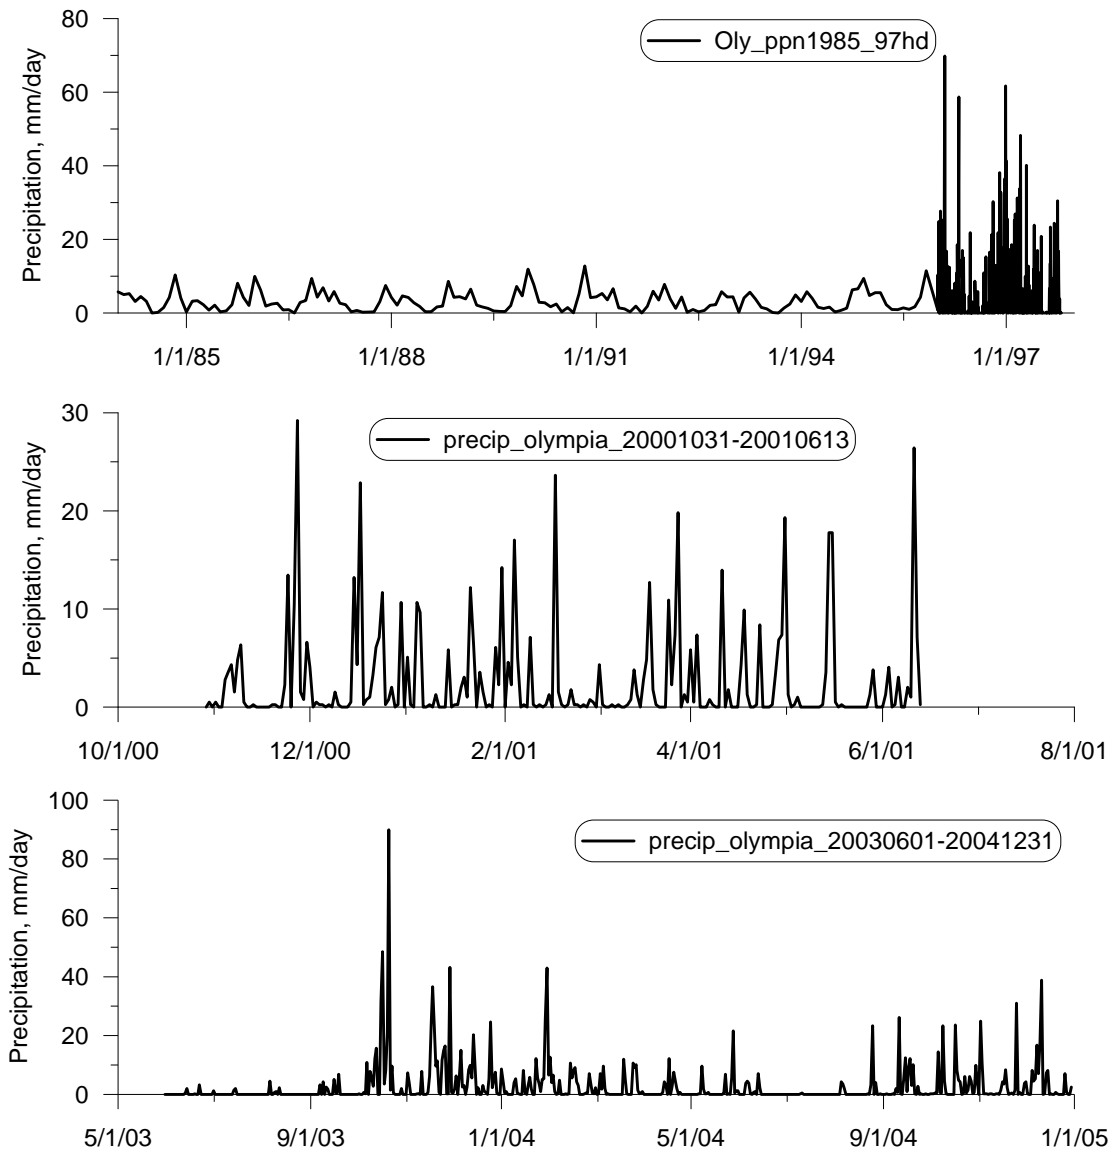 80
Oly_ppn1985_97hd
60
40
20
0
Precipitation, mm/day
1/1/85 1/1/88 1/1/91 1/1/94 1/1/97
30
precip_olympia_20001031-20010613
20
10
0
Precipitation, mm/day
10/1/00 12/1/00 2/1/01 4/1/01 6/1/01 8/1/01
100
precip_olympia_20030601-20041231
80
60
40
20
0
Precipitation, mm/day
5/1/03 9/1/03 1/1/04 5/1/04 9/1/04 1/1/05